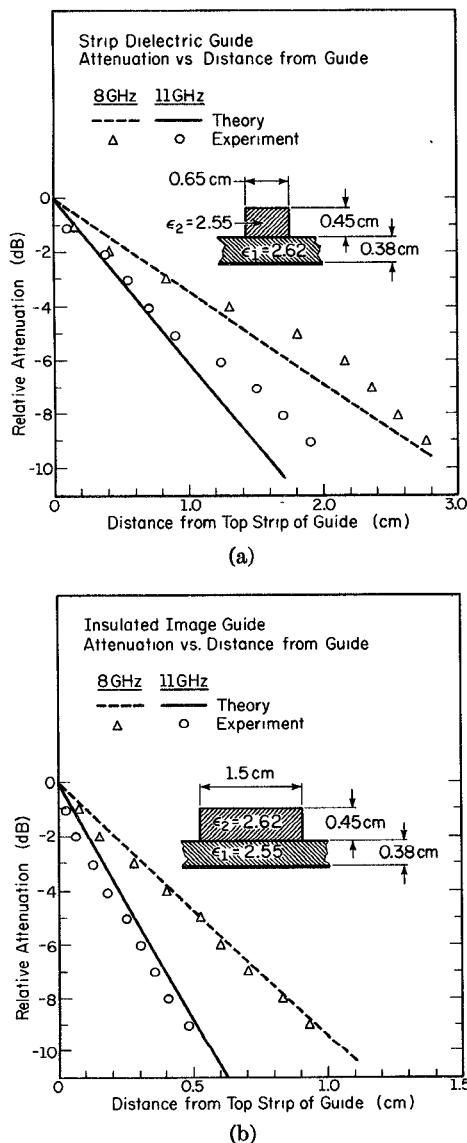 Strip Dielectric Guide
Attenuation vs Distance from Guide
8GHz 11GHz
Theory
Experiment
0.65 cm
ϵ2 = 2.55
0.45cm
ϵ1 = 2.62
0.38cm
Relative Attenuation (dB)
0
-2
-4
-6
-8
-10
0 1.0 2.0 3.0
Distance from Top Strip of Guide (cm)
(a)
Insulated Image Guide
Attenuation vs. Distance from Guide
8GHz 11GHz
Theory
Experiment
1.5 cm
ϵ2 = 2.62
0.45cm
ϵ1 = 2.55
0.38cm
Relative Attenuation (dB)
0
-2
-4
-6
-8
-10
0 0.5 1.0 1.5
Distance from Top Strip of Guide (cm)
(b)